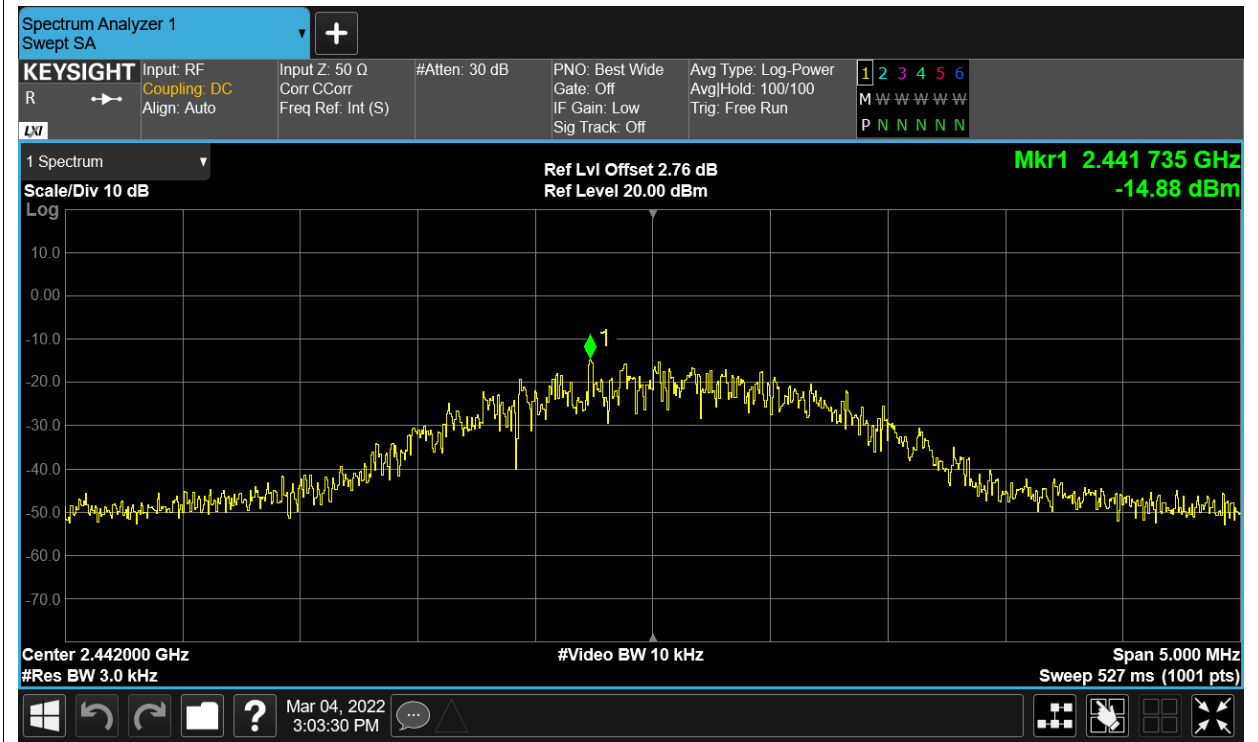 Spectrum Analyzer 1
Swept SA
KEYSIGHT
R
LXI
Input: RF
Coupling: DC
Align: Auto
Input Z: 50 Ω
Corr CCorr
Freq Ref: Int (S)
#Atten: 30 dB
PNO: Best Wide
Gate: Off
IF Gain: Low
Sig Track: Off
Avg Type: Log-Power
Avg|Hold: 100/100
Trig: Free Run
1 2 3 4 5 6
M W W W W W
P N N N N N
1 Spectrum
Scale/Div 10 dB
Log
Ref Lvl Offset 2.76 dB
Ref Level 20.00 dBm
Mkr1 2.441 735 GHz
-14.88 dBm
10.0
0.00
-10.0
-20.0
-30.0
-40.0
-50.0
-60.0
-70.0
1
Center 2.442000 GHz
#Res BW 3.0 kHz
#Video BW 10 kHz
Span 5.000 MHz
Sweep 527 ms (1001 pts)
?
Mar 04, 2022
3:03:30 PM